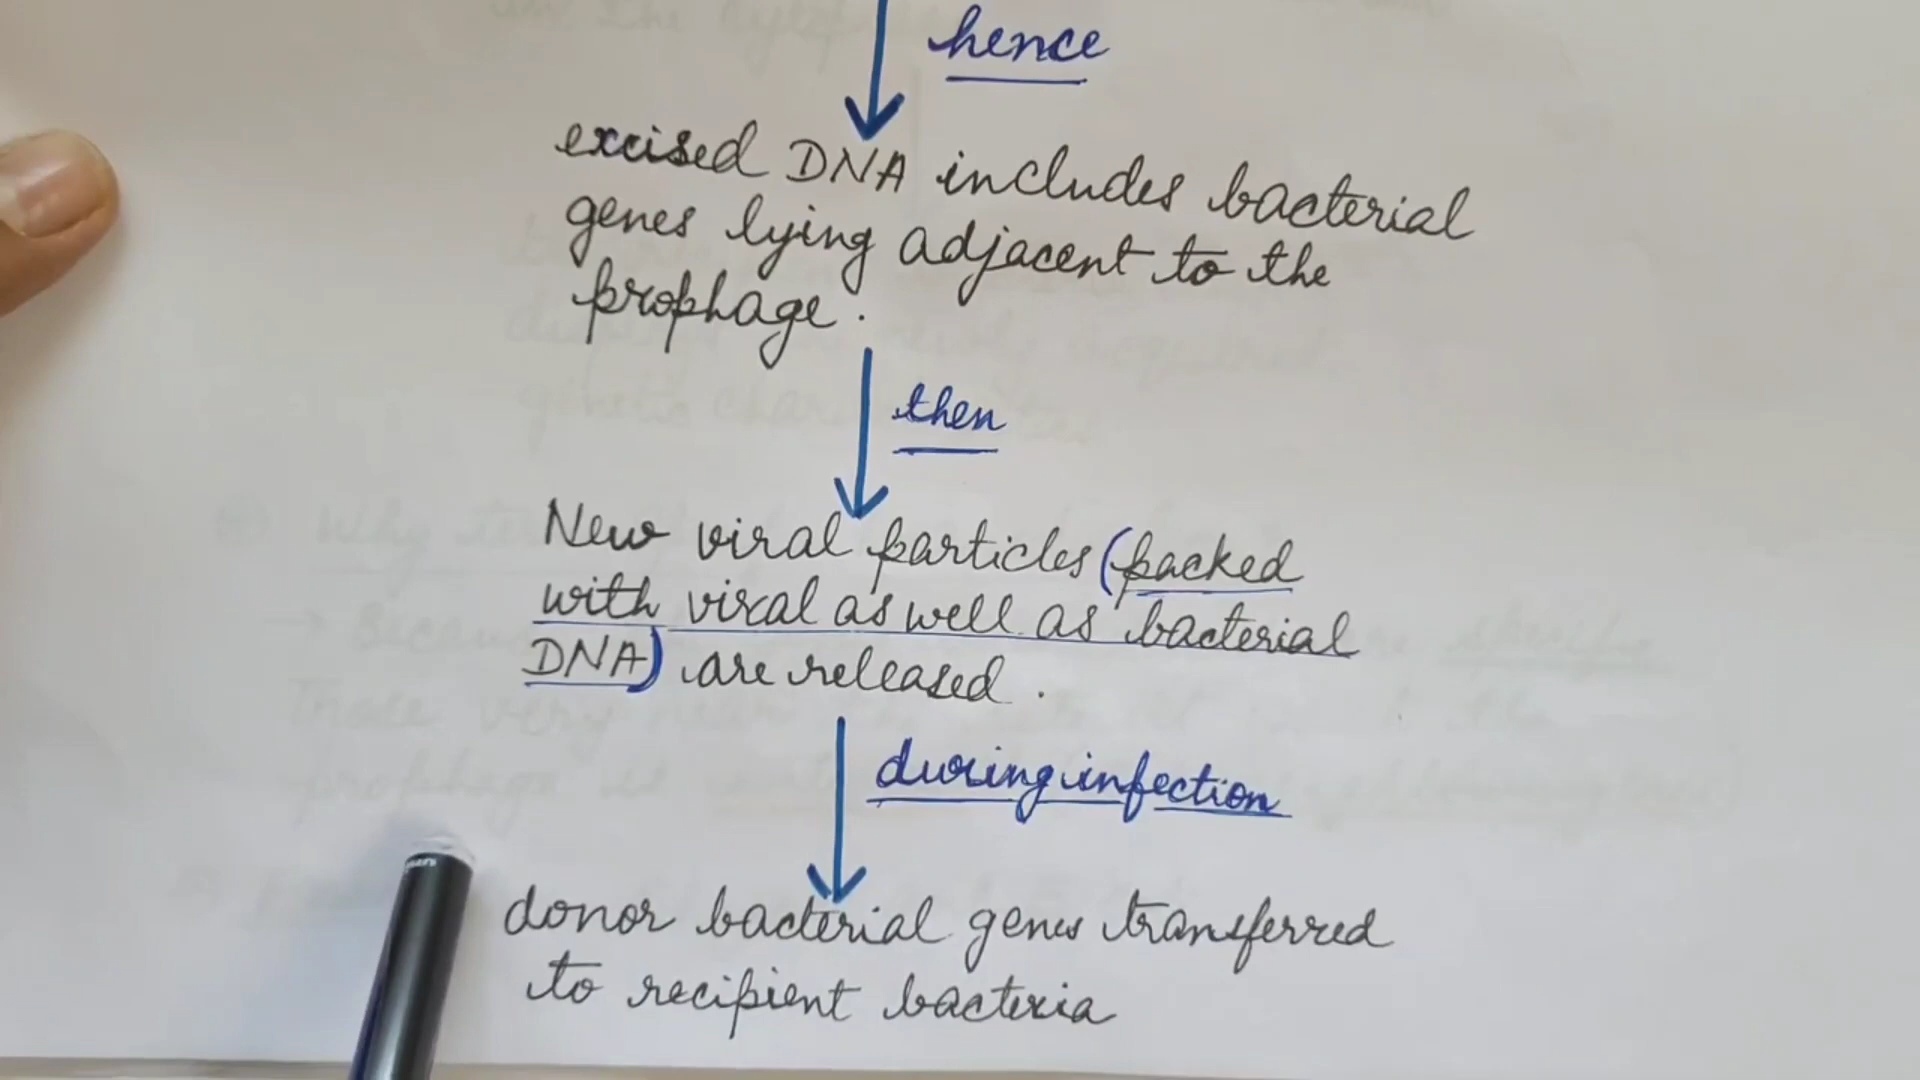 hence
excised DNA includes bacterial
genes lying adjacent to the
prophage.
then
New viral particles (packed
with viral as well as bacterial
DNA) are released.
during infection
donor bacterial genes transferred
to recipient bacteria